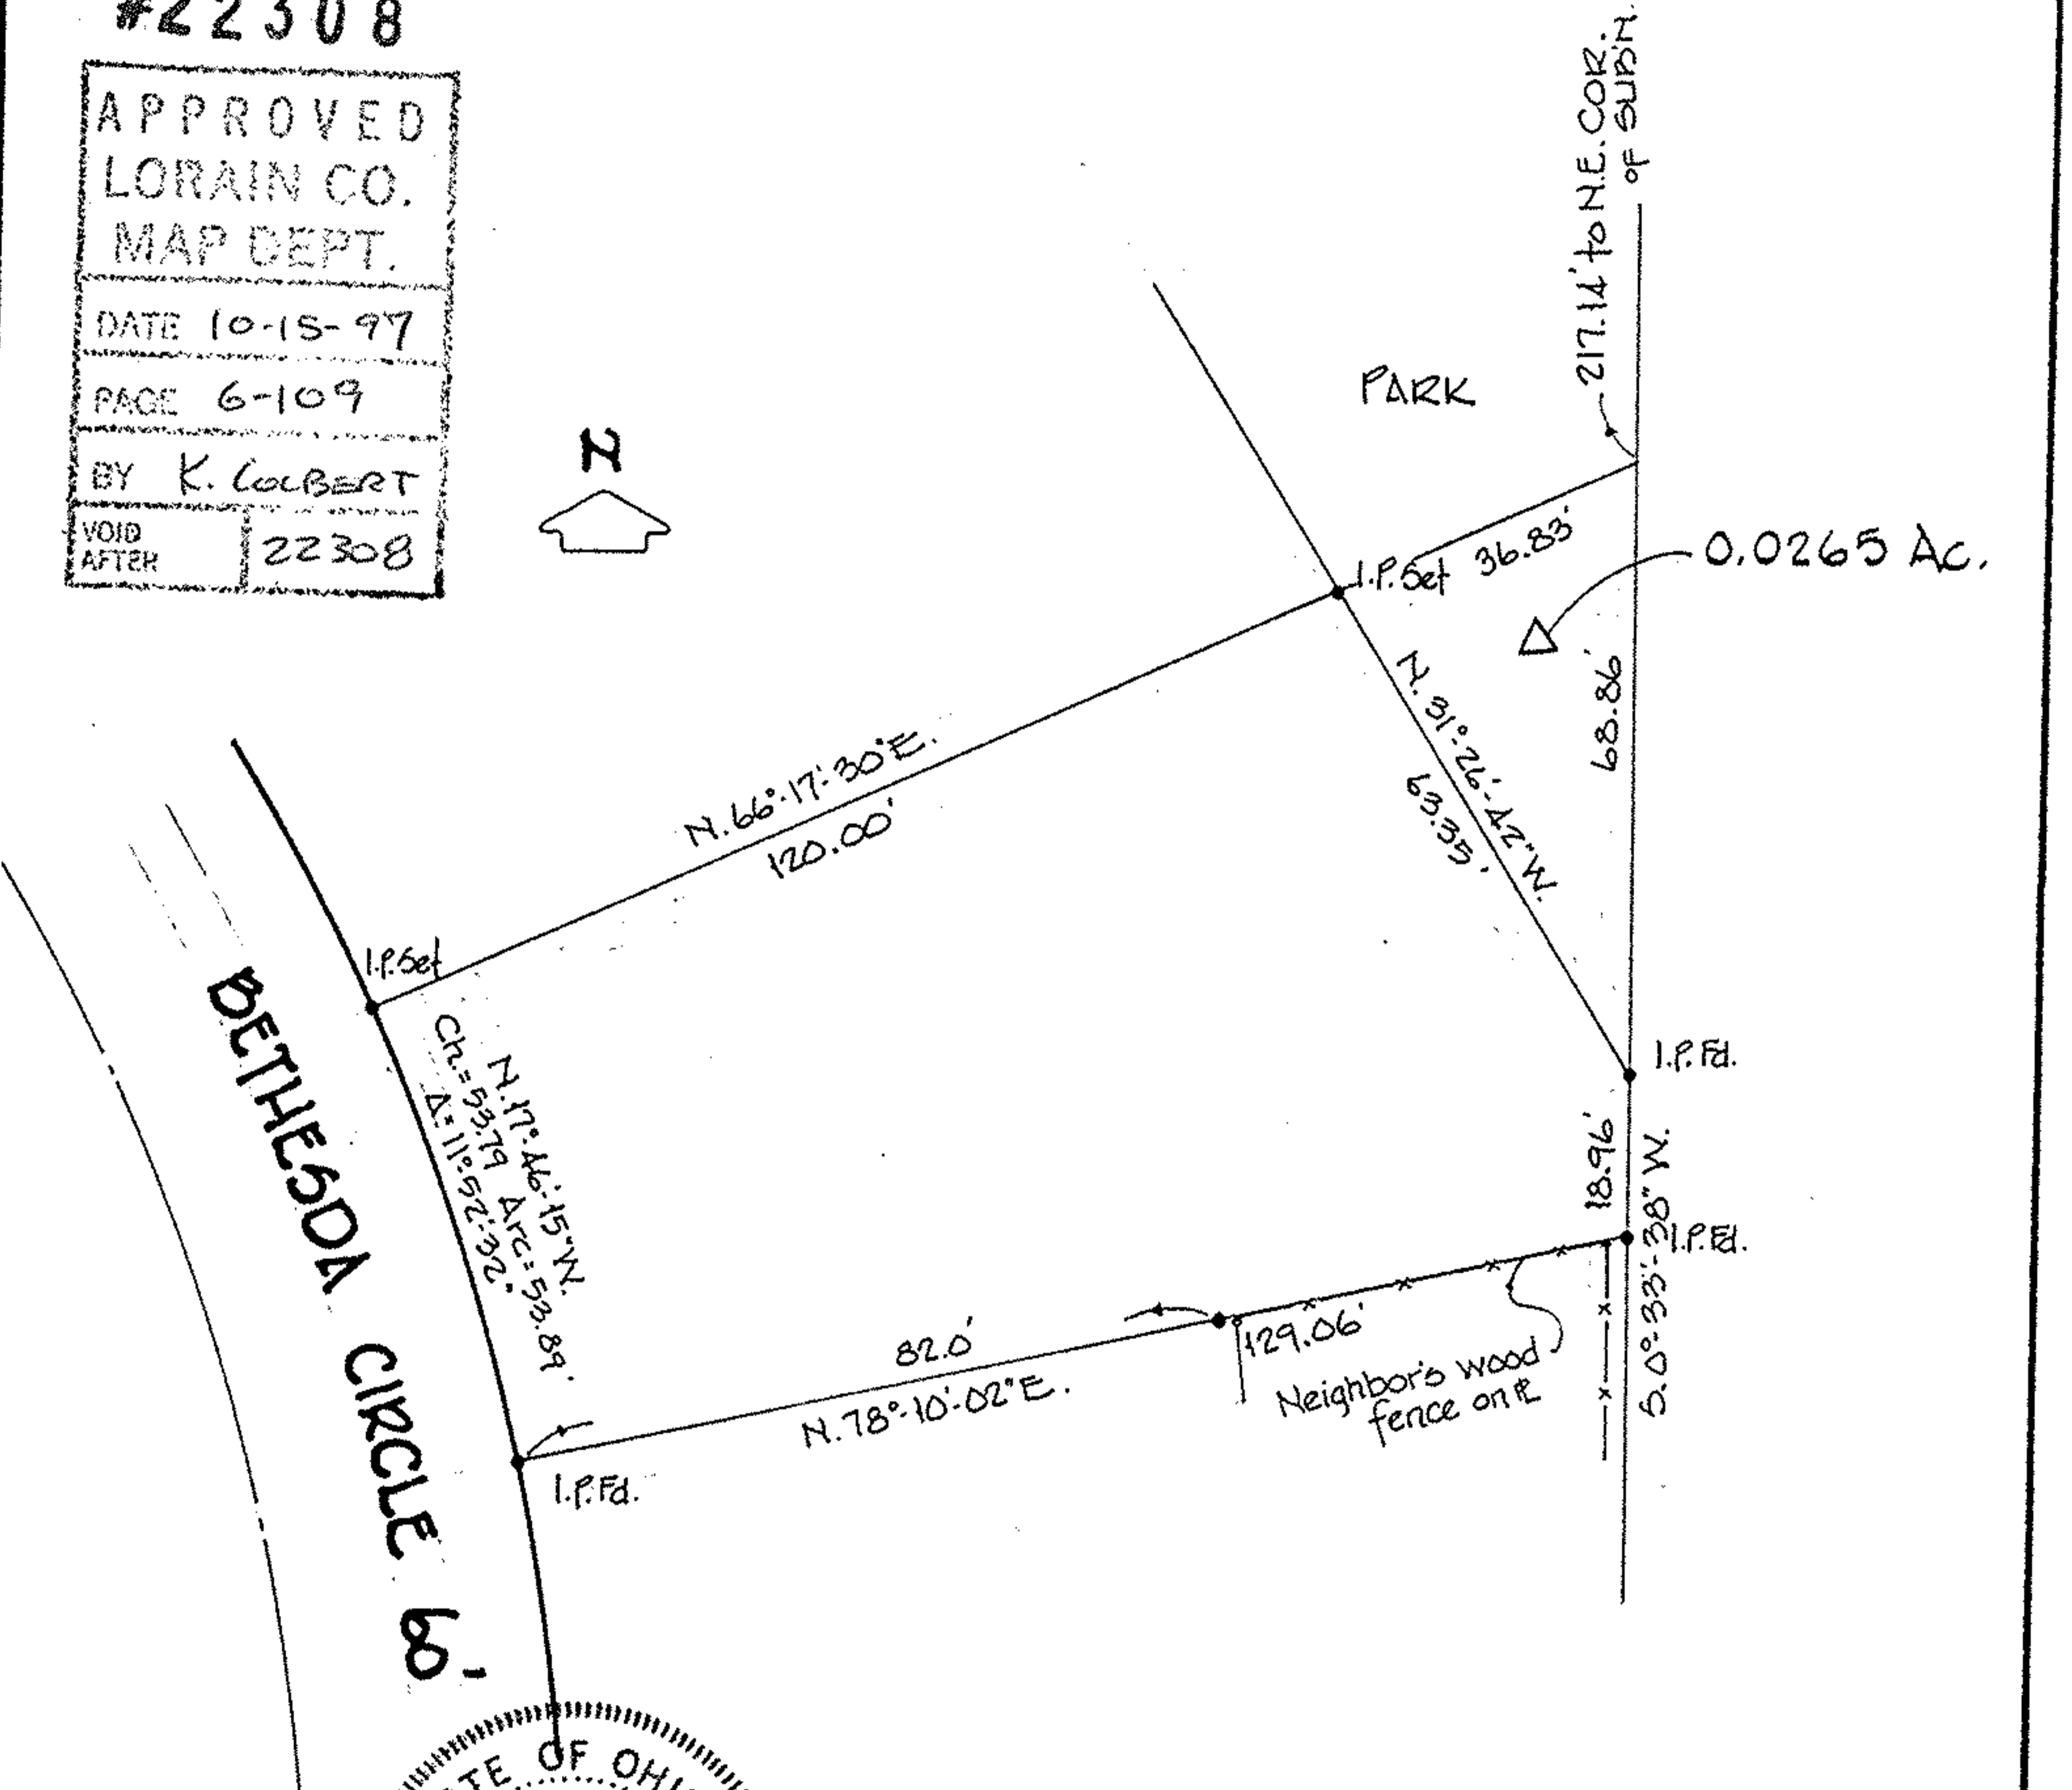 #22308
APPROVED
LORAIN CO.
MAP DEPT.
DATE 10-15-97
PAGE 6-109
BY K. COLBERT
VOID
AFTER
22308
N
217.14' to N.E. COR.
OF SUB'N.
PARK
I.P. Set
36.83'
0.0265 Ac.
68.86'
N. 31°-26'-42" W.
63.35'
N. 66°-17'-30" E.
120.00'
I.P. Set
N. 17°-46'-15" W.
Ch. = 53.79 Arc = 53.89'
Δ = 11°-52'-32"
I.P. Fd.
18.96'
S. 0°-33'-38" W.
I.P. Fd.
82.0'
129.06'
N. 78°-10'-02" E.
Neighbor's wood
fence on ⅊
I.P. Fd.
BETHESDA CIRCLE 60'
TE OF OHI